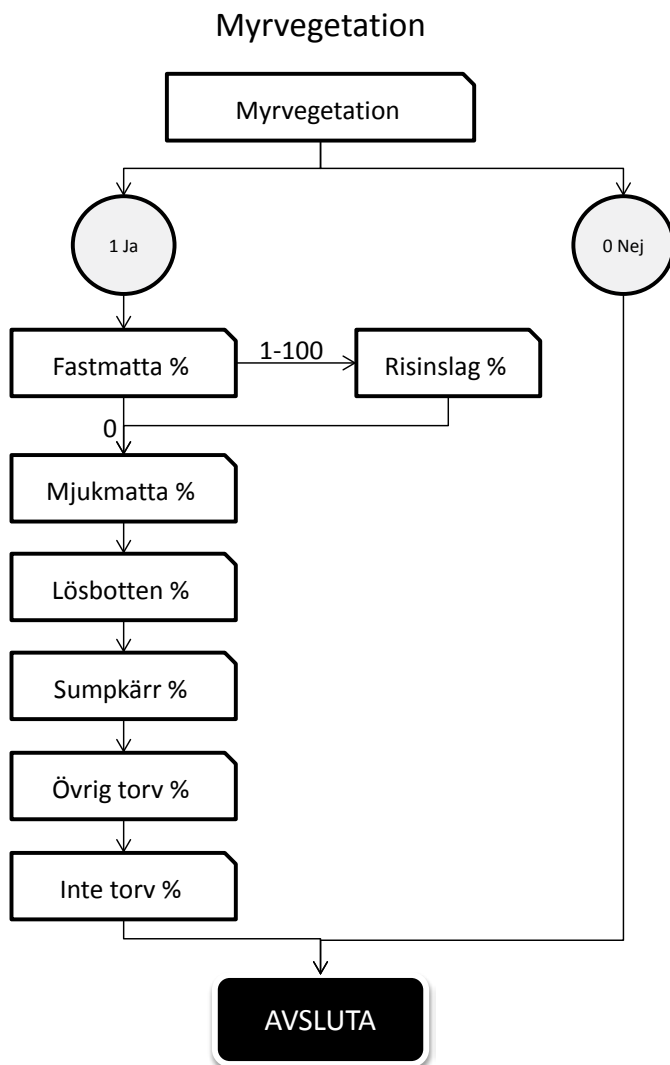 Myrvegetation
Myrvegetation
1 Ja
0 Nej
Fastmatta %
1-100
Risinslag %
0
Mjukmatta %
Lösbotten %
Sumpkärr %
Övrig torv %
Inte torv %
AVSLUTA